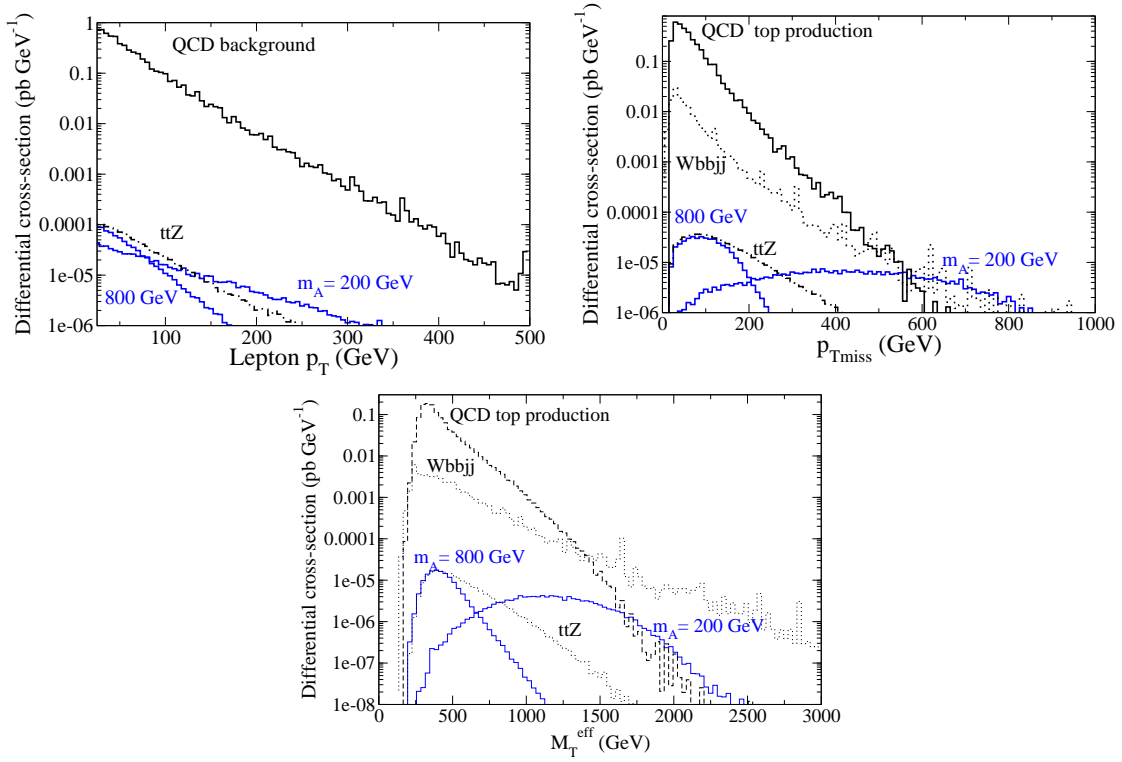 Differential cross-section (pb GeV⁻¹)
1
0.1
0.01
0.001
0.0001
1e-05
1e-06
QCD background
ttZ
m_A= 200 GeV
800 GeV
100 200 300 400 500
Lepton p_T (GeV)
Differential cross-section (pb GeV⁻¹)
0.1
0.01
0.001
0.0001
1e-05
1e-06
QCD top production
Wbbjj
800 GeV
ttZ
m_A= 200 GeV
0 200 400 600 800 1000
p_Tmiss (GeV)
Differential cross-section (pb GeV⁻¹)
0.1
0.01
0.001
0.0001
1e-05
1e-06
1e-07
1e-08
QCD top production
Wbbjj
m_A= 800 GeV
ttZ
m_A= 200 GeV
0 500 1000 1500 2000 2500 3000
M_T^eff (GeV)